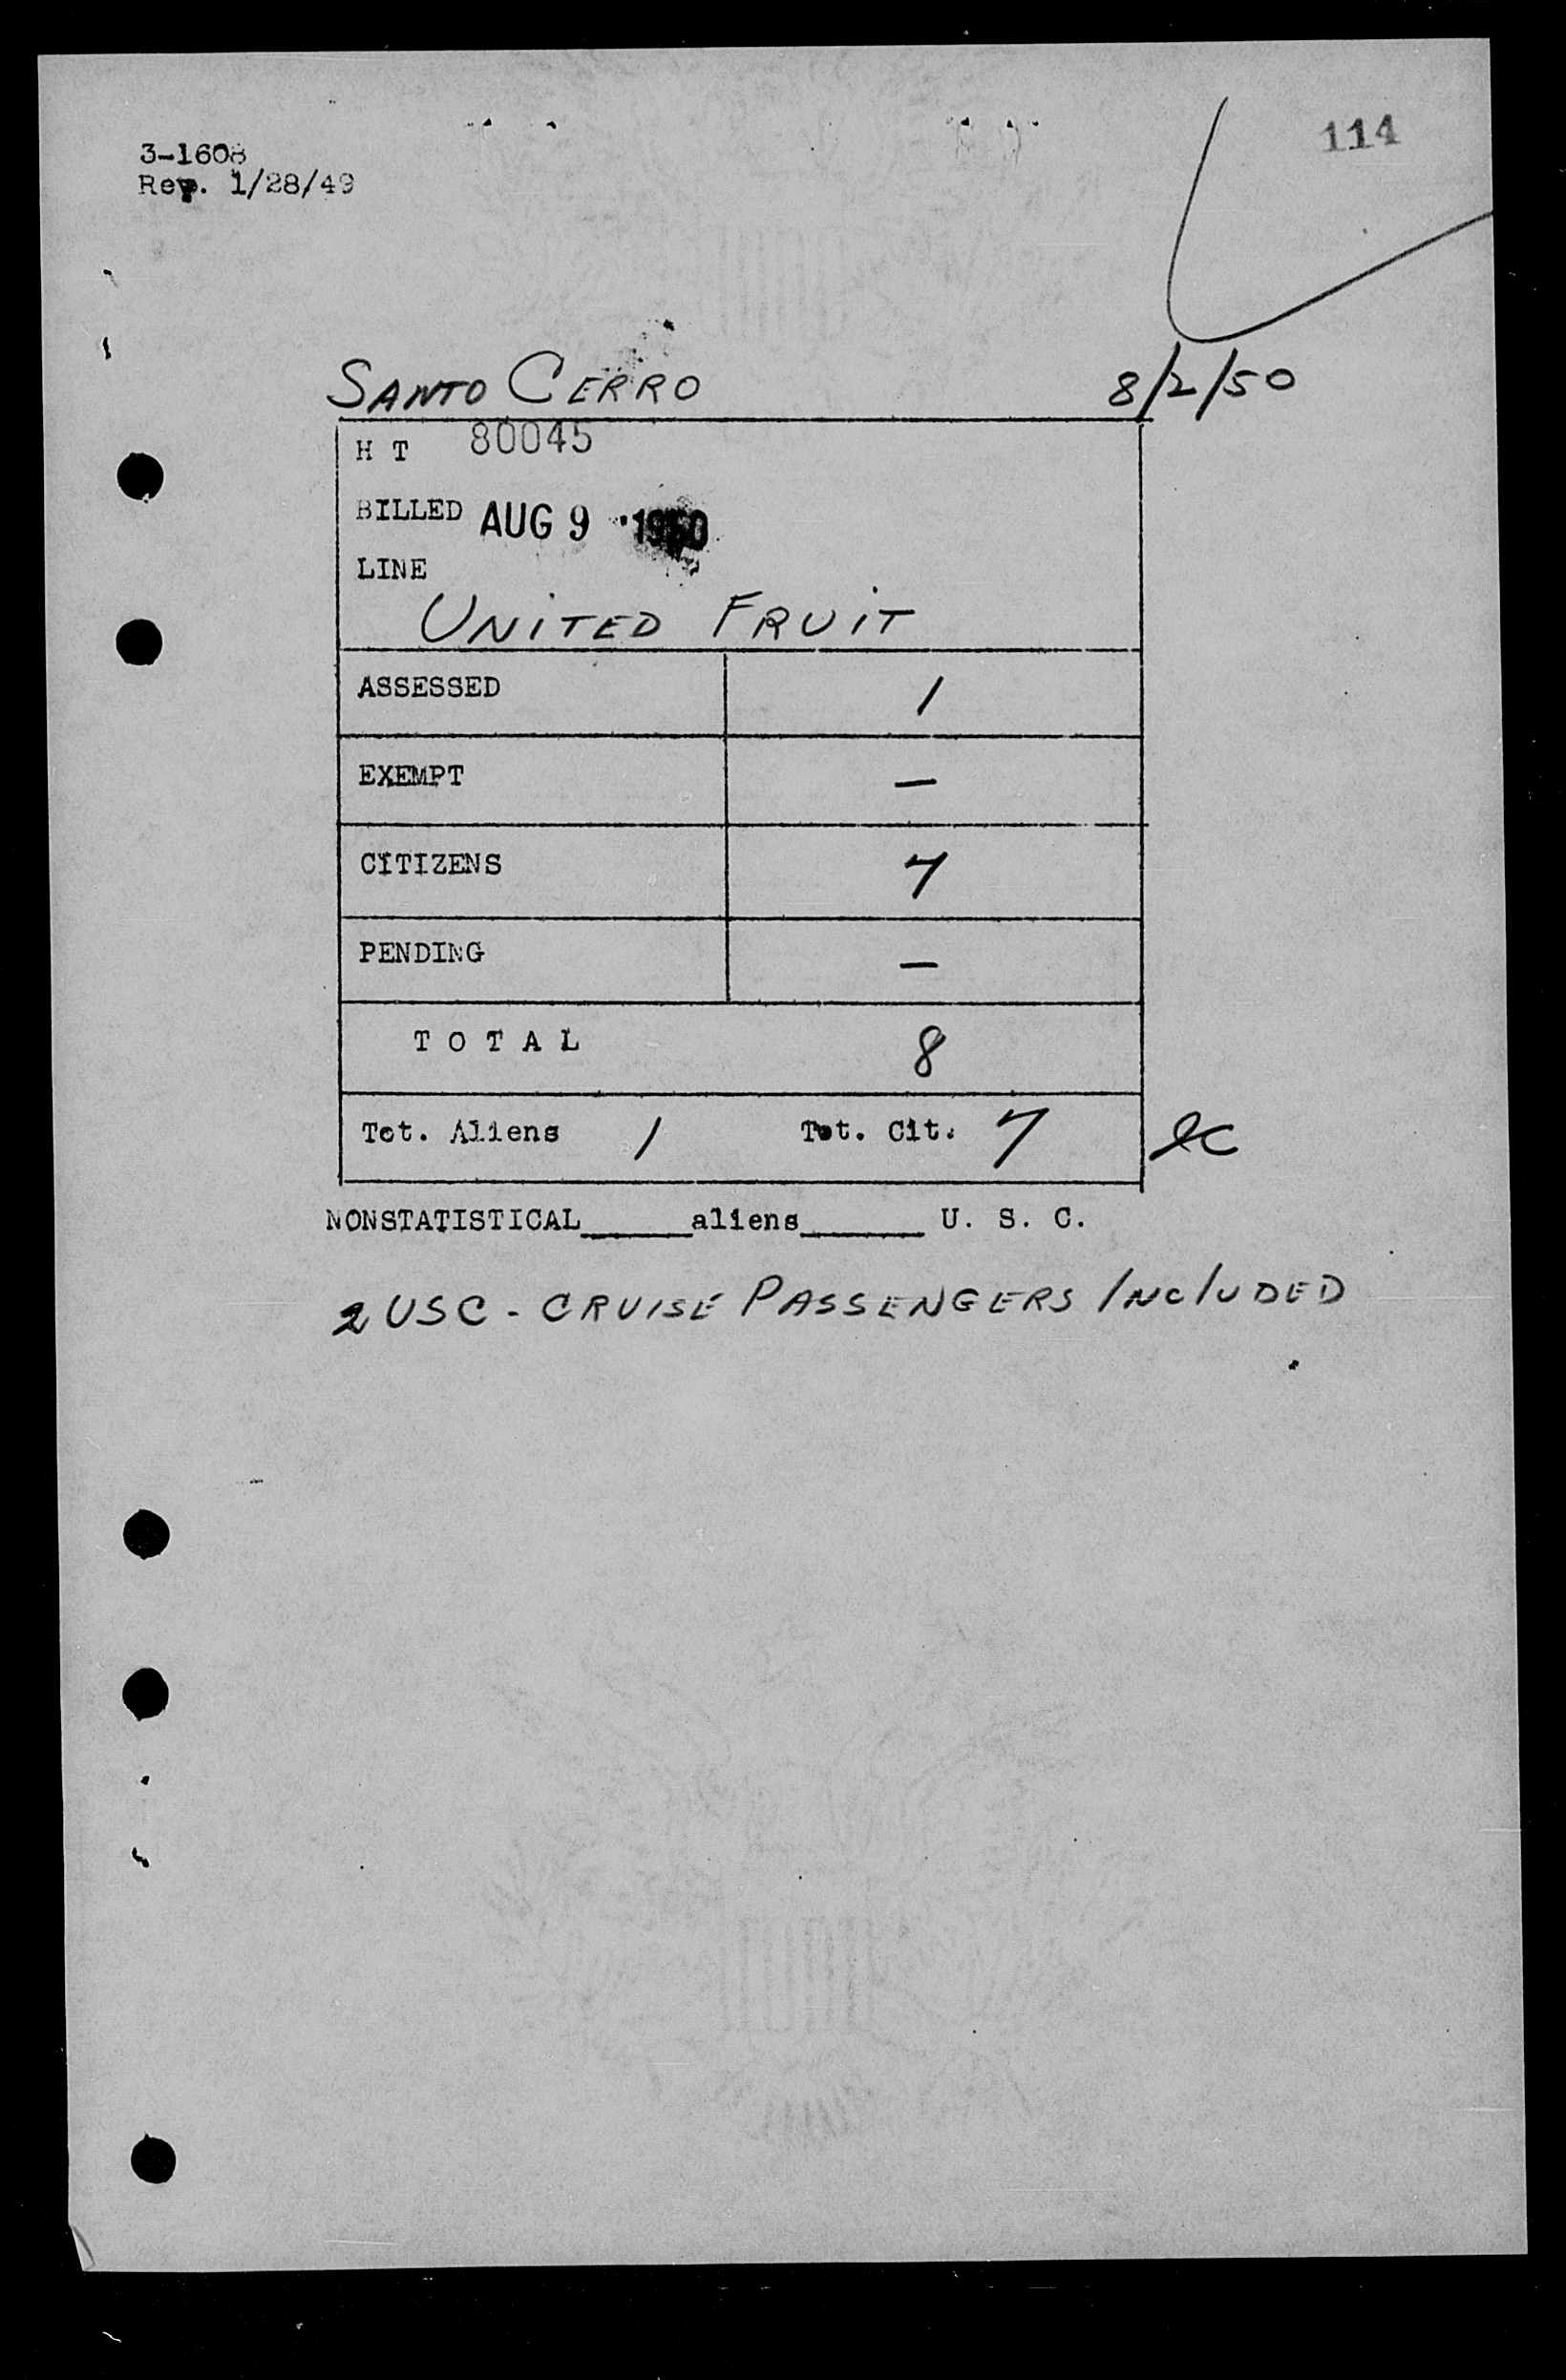 114
3-1608
Rev. 1/28/49
SANTO CERRO 8/2/50
H T 80045
BILLED AUG 9 1950
LINE
UNITED FRUIT
ASSESSED 1
EXEMPT —
CITIZENS 7
PENDING —
T O T A L 8
Tot. Aliens 1 Tot. Cit. 7
NONSTATISTICAL_____aliens______ U. S. C.
2 USC - CRUISE PASSENGERS INCLUDED